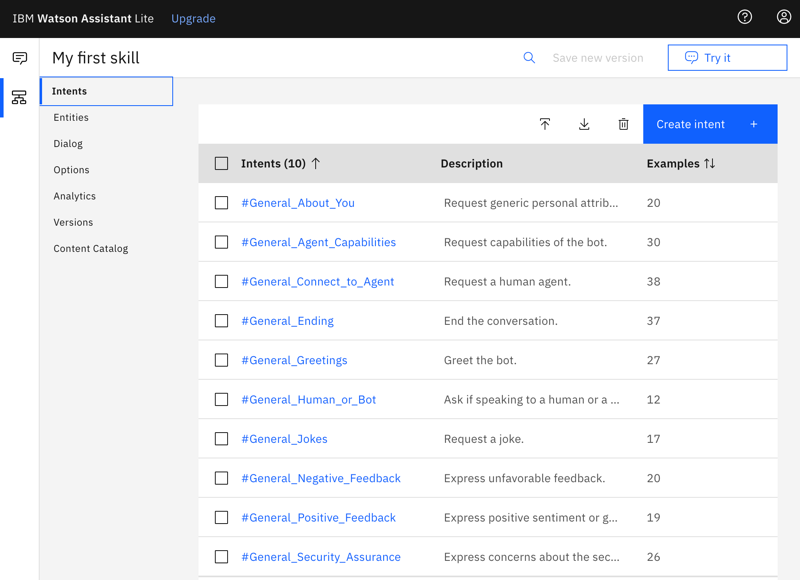 IBM Watson Assistant Lite Upgrade
My first skill Save new version Try it
Intents
Entities
Dialog
Options
Analytics
Versions
Content Catalog
Create intent +
Intents (10) Description Examples
#General_About_You Request generic personal attrib... 20
#General_Agent_Capabilities Request capabilities of the bot. 30
#General_Connect_to_Agent Request a human agent. 38
#General_Ending End the conversation. 37
#General_Greetings Greet the bot. 27
#General_Human_or_Bot Ask if speaking to a human or a ... 12
#General_Jokes Request a joke. 17
#General_Negative_Feedback Express unfavorable feedback. 20
#General_Positive_Feedback Express positive sentiment or g... 19
#General_Security_Assurance Express concerns about the sec... 26